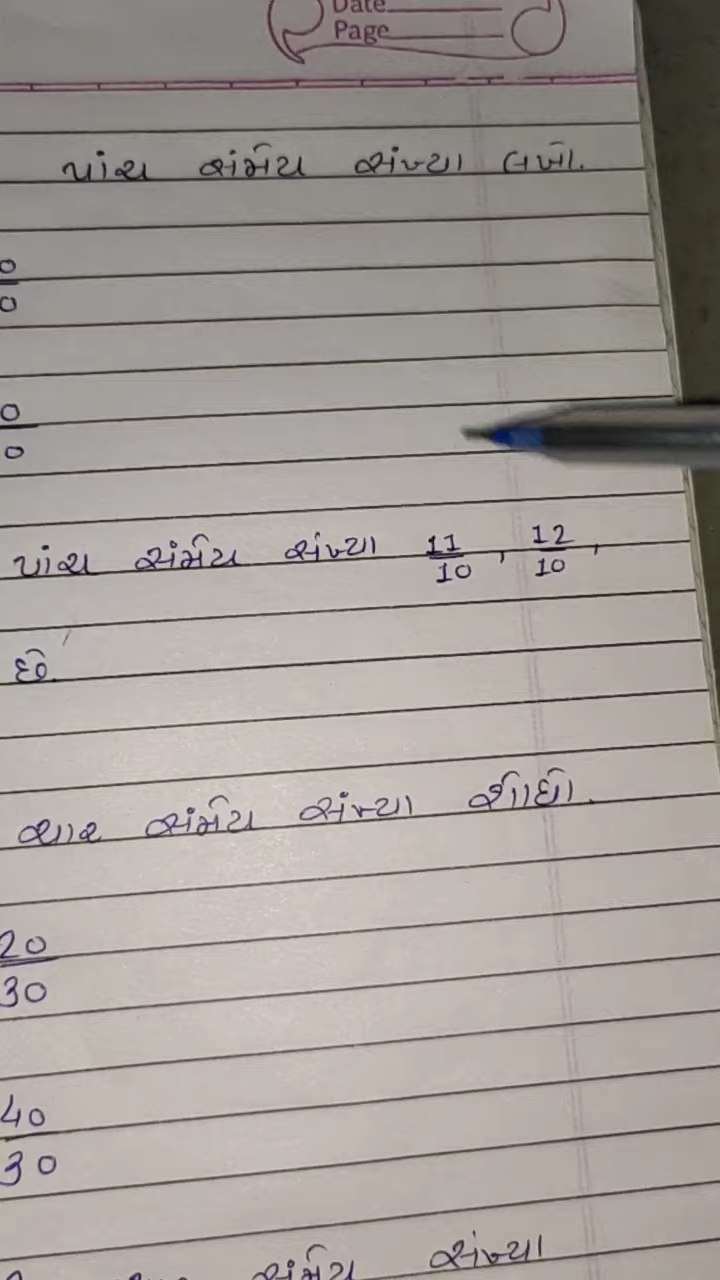 Date
Page
પાંચ સંમેય સંખ્યા લખો.
0
0
0
0
પાંચ સંમેય સંખ્યા 11/10 , 12/10 ,
છે.
ચાર સંમેય સંખ્યા શોધો.
20
30
40
30
સંમેય સંખ્યા